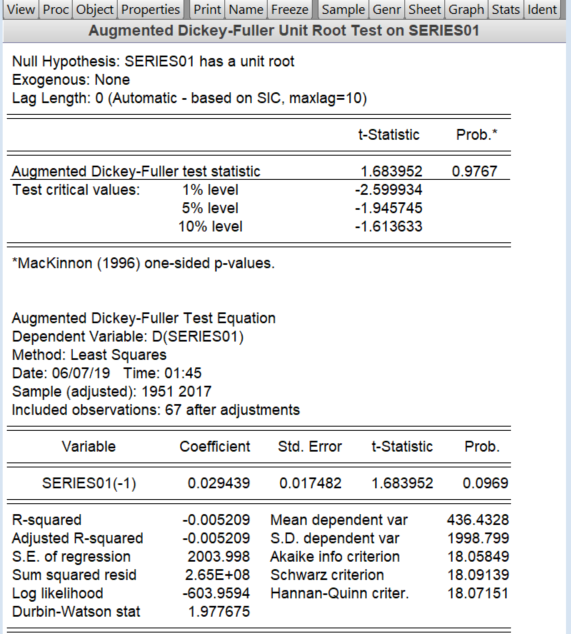 View Proc Object Properties Print Name Freeze Sample Genr Sheet Graph Stats Ident
Augmented Dickey-Fuller Unit Root Test on SERIES01
Null Hypothesis: SERIES01 has a unit root
Exogenous: None
Lag Length: 0 (Automatic - based on SIC, maxlag=10)
t-Statistic Prob.*
Augmented Dickey-Fuller test statistic 1.683952 0.9767
Test critical values: 1% level -2.599934
5% level -1.945745
10% level -1.613633
*MacKinnon (1996) one-sided p-values.
Augmented Dickey-Fuller Test Equation
Dependent Variable: D(SERIES01)
Method: Least Squares
Date: 06/07/19 Time: 01:45
Sample (adjusted): 1951 2017
Included observations: 67 after adjustments
Variable Coefficient Std. Error t-Statistic Prob.
SERIES01(-1) 0.029439 0.017482 1.683952 0.0969
R-squared -0.005209 Mean dependent var 436.4328
Adjusted R-squared -0.005209 S.D. dependent var 1998.799
S.E. of regression 2003.998 Akaike info criterion 18.05849
Sum squared resid 2.65E+08 Schwarz criterion 18.09139
Log likelihood -603.9594 Hannan-Quinn criter. 18.07151
Durbin-Watson stat 1.977675